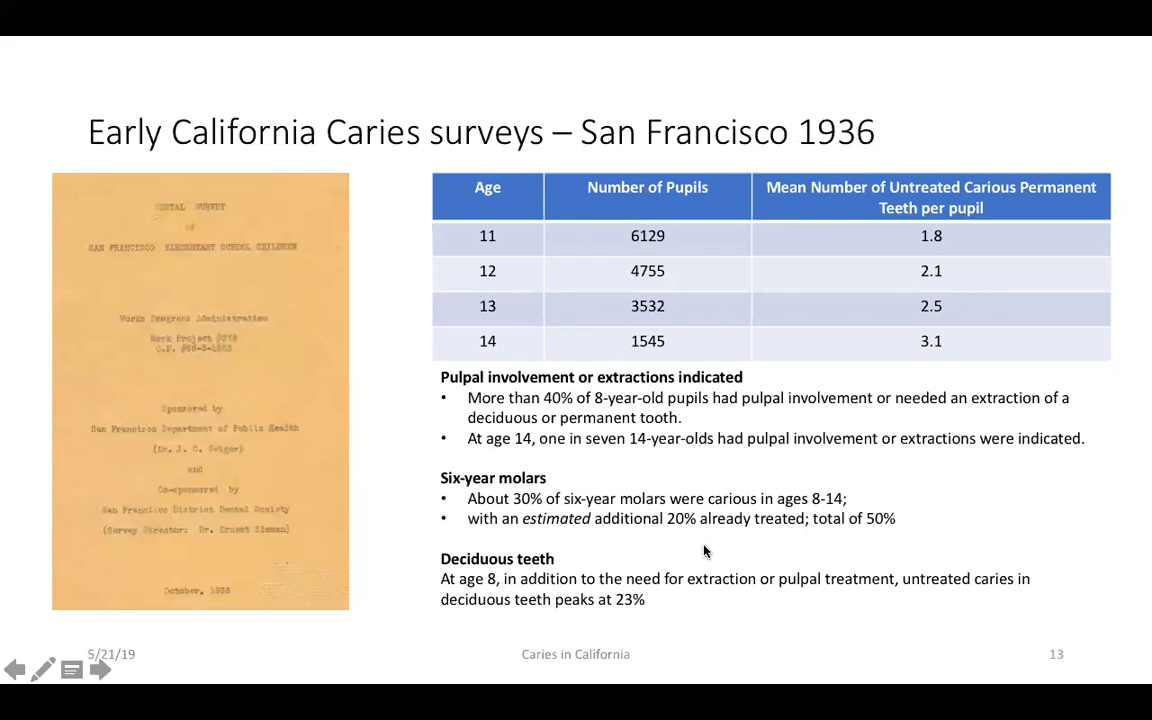 Early California Caries surveys – San Francisco 1936
DENTAL SURVEY
of
SAN FRANCISCO ELEMENTARY SCHOOL CHILDREN
Works Progress Administration
Work Project
O.P.
Sponsored by
San Francisco Department of Public Health
(Dr. J. C. Geiger)
and
Co-sponsored by
San Francisco District Dental Society
(Survey Director: Dr. Ernest Sloman)
October, 1936
Age Number of Pupils Mean Number of Untreated Carious Permanent
Teeth per pupil
11 6129 1.8
12 4755 2.1
13 3532 2.5
14 1545 3.1
Pulpal involvement or extractions indicated
• More than 40% of 8-year-old pupils had pulpal involvement or needed an extraction of a
deciduous or permanent tooth.
• At age 14, one in seven 14-year-olds had pulpal involvement or extractions were indicated.
Six-year molars
• About 30% of six-year molars were carious in ages 8-14;
• with an estimated additional 20% already treated; total of 50%
Deciduous teeth
At age 8, in addition to the need for extraction or pulpal treatment, untreated caries in
deciduous teeth peaks at 23%
5/21/19 Caries in California 13